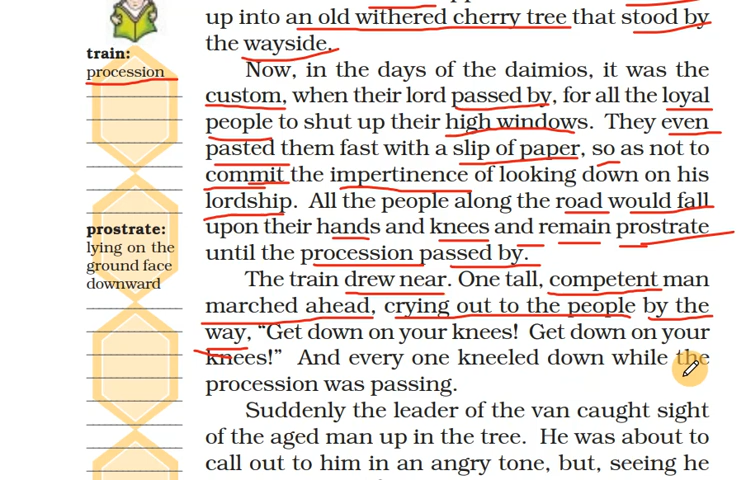 up into an old withered cherry tree that stood by
the wayside.
train:
procession
Now, in the days of the daimios, it was the
custom, when their lord passed by, for all the loyal
people to shut up their high windows. They even
pasted them fast with a slip of paper, so as not to
commit the impertinence of looking down on his
lordship. All the people along the road would fall
upon their hands and knees and remain prostrate
until the procession passed by.
prostrate:
lying on the
ground face
downward
The train drew near. One tall, competent man
marched ahead, crying out to the people by the
way, “Get down on your knees! Get down on your
knees!” And every one kneeled down while the
procession was passing.
Suddenly the leader of the van caught sight
of the aged man up in the tree. He was about to
call out to him in an angry tone, but, seeing he